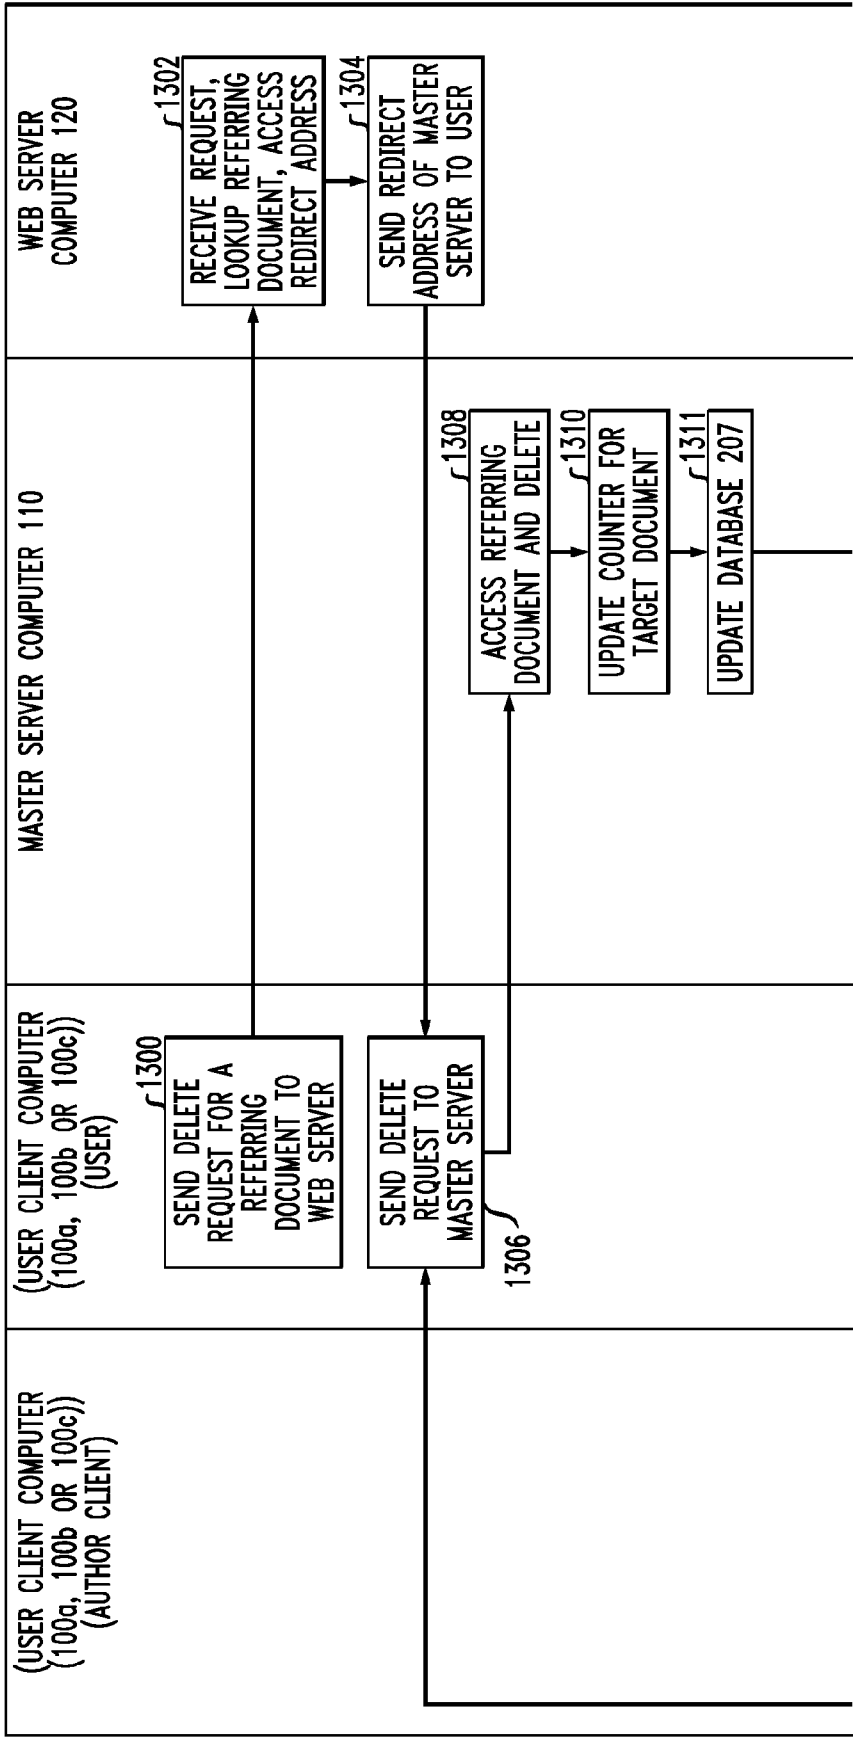 (USER CLIENT COMPUTER
(100a, 100b OR 100c))
(AUTHOR CLIENT)
(USER CLIENT COMPUTER
(100a, 100b OR 100c))
(USER)
MASTER SERVER COMPUTER 110
WEB SERVER
COMPUTER 120
1300
SEND DELETE
REQUEST FOR A
REFERRING
DOCUMENT TO
WEB SERVER
1302
RECEIVE REQUEST,
LOOKUP REFERRING
DOCUMENT, ACCESS
REDIRECT ADDRESS
1304
SEND REDIRECT
ADDRESS OF MASTER
SERVER TO USER
SEND DELETE
REQUEST TO
MASTER SERVER
1306
1308
ACCESS REFERRING
DOCUMENT AND DELETE
1310
UPDATE COUNTER FOR
TARGET DOCUMENT
1311
UPDATE DATABASE 207